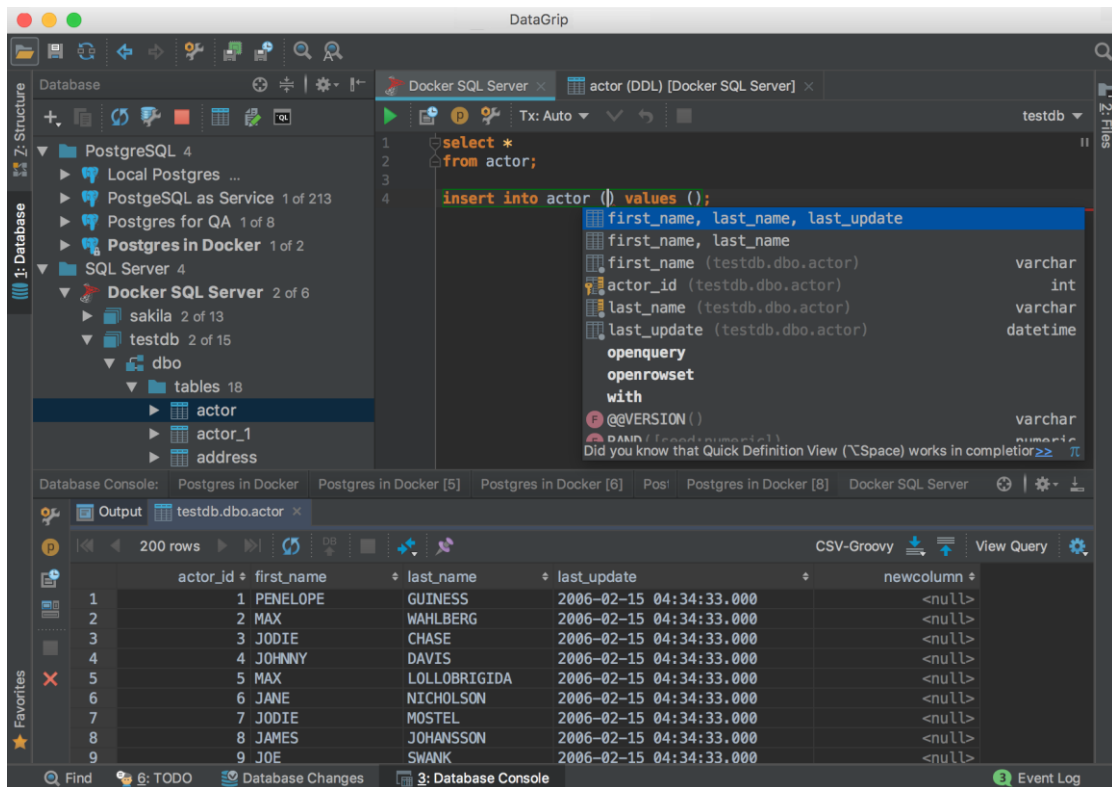 DataGrip
Database
Docker SQL Server
actor (DDL) [Docker SQL Server]
Tx: Auto
testdb
7: Structure
1: Database
Favorites
2: Files
PostgreSQL 4
Local Postgres ...
PostgeSQL as Service 1 of 213
Postgres for QA 1 of 8
Postgres in Docker 1 of 2
SQL Server 4
Docker SQL Server 2 of 6
sakila 2 of 13
testdb 2 of 15
dbo
tables 18
actor
actor_1
address
1 select *
2 from actor;
3
4 insert into actor () values ();
first_name, last_name, last_update
first_name, last_name
first_name (testdb.dbo.actor) varchar
actor_id (testdb.dbo.actor) int
last_name (testdb.dbo.actor) varchar
last_update (testdb.dbo.actor) datetime
openquery
openrowset
with
@@VERSION() varchar
RAND([seed:numeric]) numeric
Did you know that Quick Definition View (⌥Space) works in completior >>
Database Console: Postgres in Docker Postgres in Docker [5] Postgres in Docker [6] Pos Postgres in Docker [8] Docker SQL Server
Output testdb.dbo.actor
200 rows DB CSV-Groovy View Query
actor_id first_name last_name last_update newcolumn
1 1 PENELOPE GUINESS 2006-02-15 04:34:33.000 <null>
2 2 MAX WAHLBERG 2006-02-15 04:34:33.000 <null>
3 3 JODIE CHASE 2006-02-15 04:34:33.000 <null>
4 4 JOHNNY DAVIS 2006-02-15 04:34:33.000 <null>
5 5 MAX LOLLOBRIGIDA 2006-02-15 04:34:33.000 <null>
6 6 JANE NICHOLSON 2006-02-15 04:34:33.000 <null>
7 7 JODIE MOSTEL 2006-02-15 04:34:33.000 <null>
8 8 JAMES JOHANSSON 2006-02-15 04:34:33.000 <null>
9 9 JOE SWANK 2006-02-15 04:34:33.000 <null>
Find 6: TODO Database Changes 3: Database Console 3 Event Log